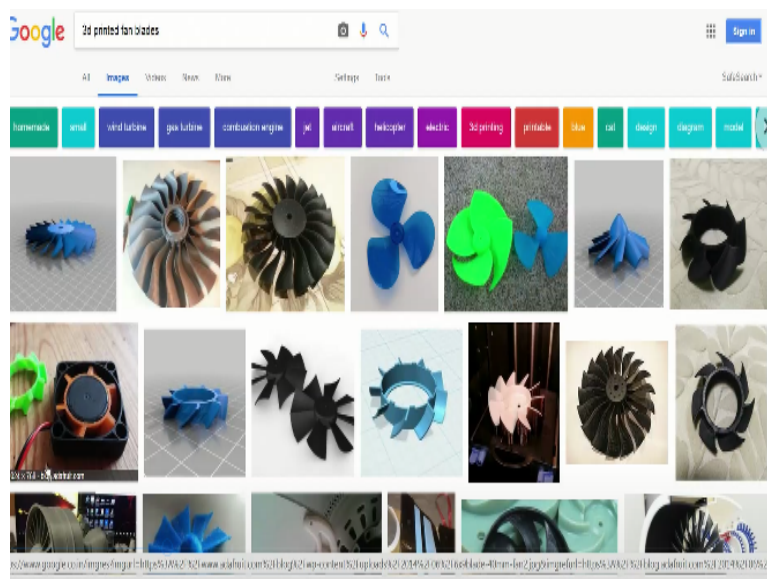 Google 3d printed fan blades Sign in
All Images Videos News More Settings Tools SafeSearch
homemade small wind turbine gas turbine combustion engine jet aircraft helicopter electric 3d printing printable blue cat design diagram model